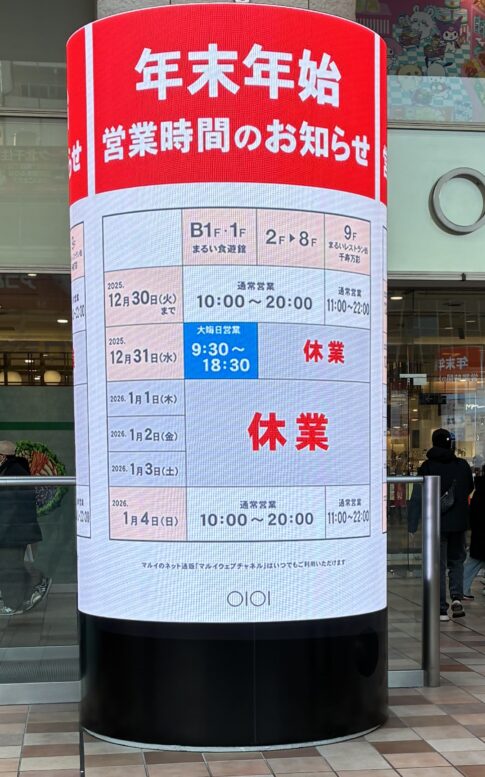 年末年始
営業時間のお知らせ
B1F・1F
まるい食遊館
2F▶8F
9F
まるいレストラン街
千寿万彩
2025.
12月30日(火)
まで
通常営業
10:00～20:00
通常営業
11:00～22:00
2025.
12月31日(水)
大晦日営業
9:30～
18:30
休業
2026. 1月1日(木)
2026. 1月2日(金)
2026. 1月3日(土)
休業
2026.
1月4日(日)
通常営業
10:00～20:00
通常営業
11:00～22:00
マルイのネット通販「マルイウェブチャネル」はいつでもご利用いただけます
OIOI